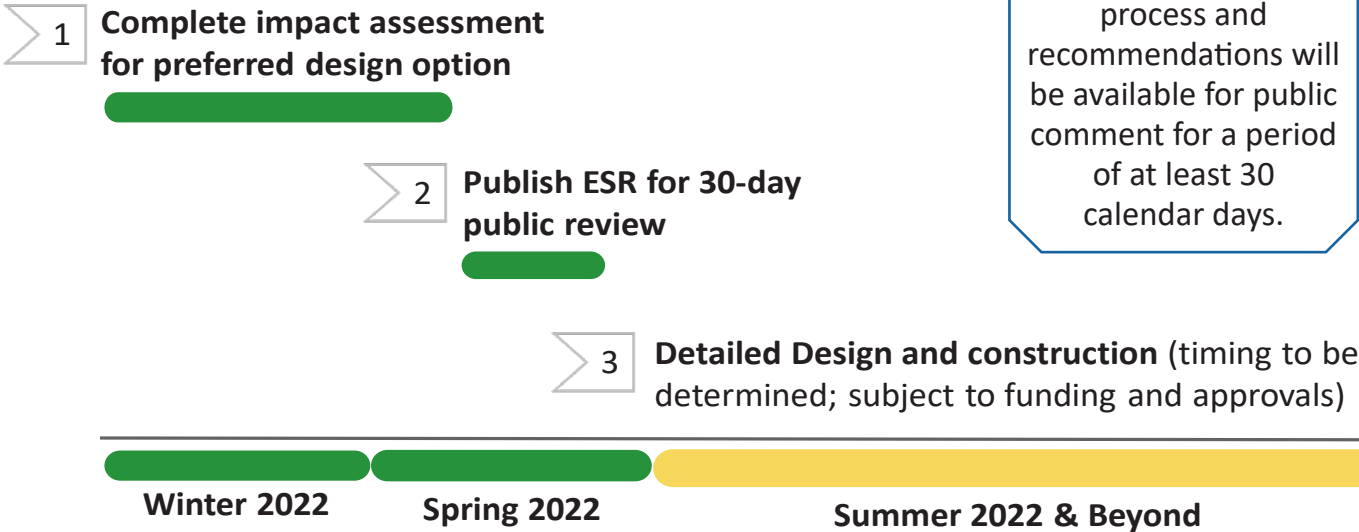 1
Complete impact assessment
for preferred design option
process and
recommendations will
be available for public
comment for a period
of at least 30
calendar days.
2
Publish ESR for 30-day
public review
3
Detailed Design and construction (timing to be
determined; subject to funding and approvals)
Winter 2022
Spring 2022
Summer 2022 & Beyond